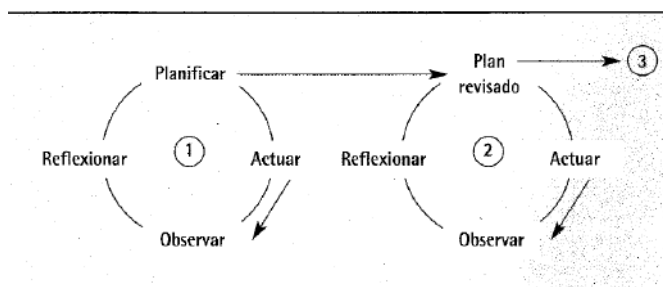 Planificar
Plan
revisado
3
Reflexionar
1
Actuar
Reflexionar
2
Actuar
Observar
Observar